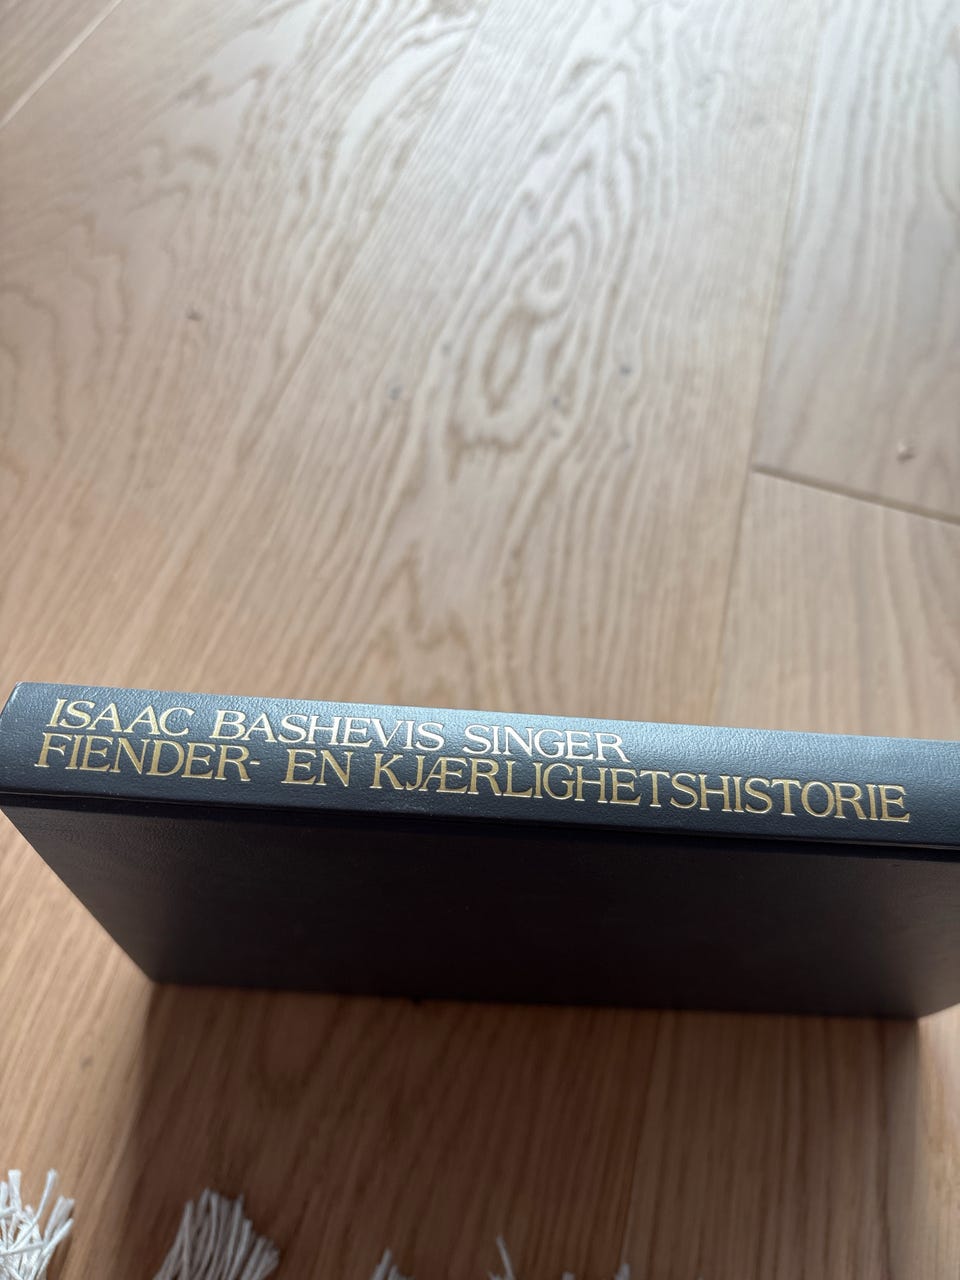 ISAAC BASHEVIS SINGER
FIENDER- EN KJÆRLIGHETSHISTORIE